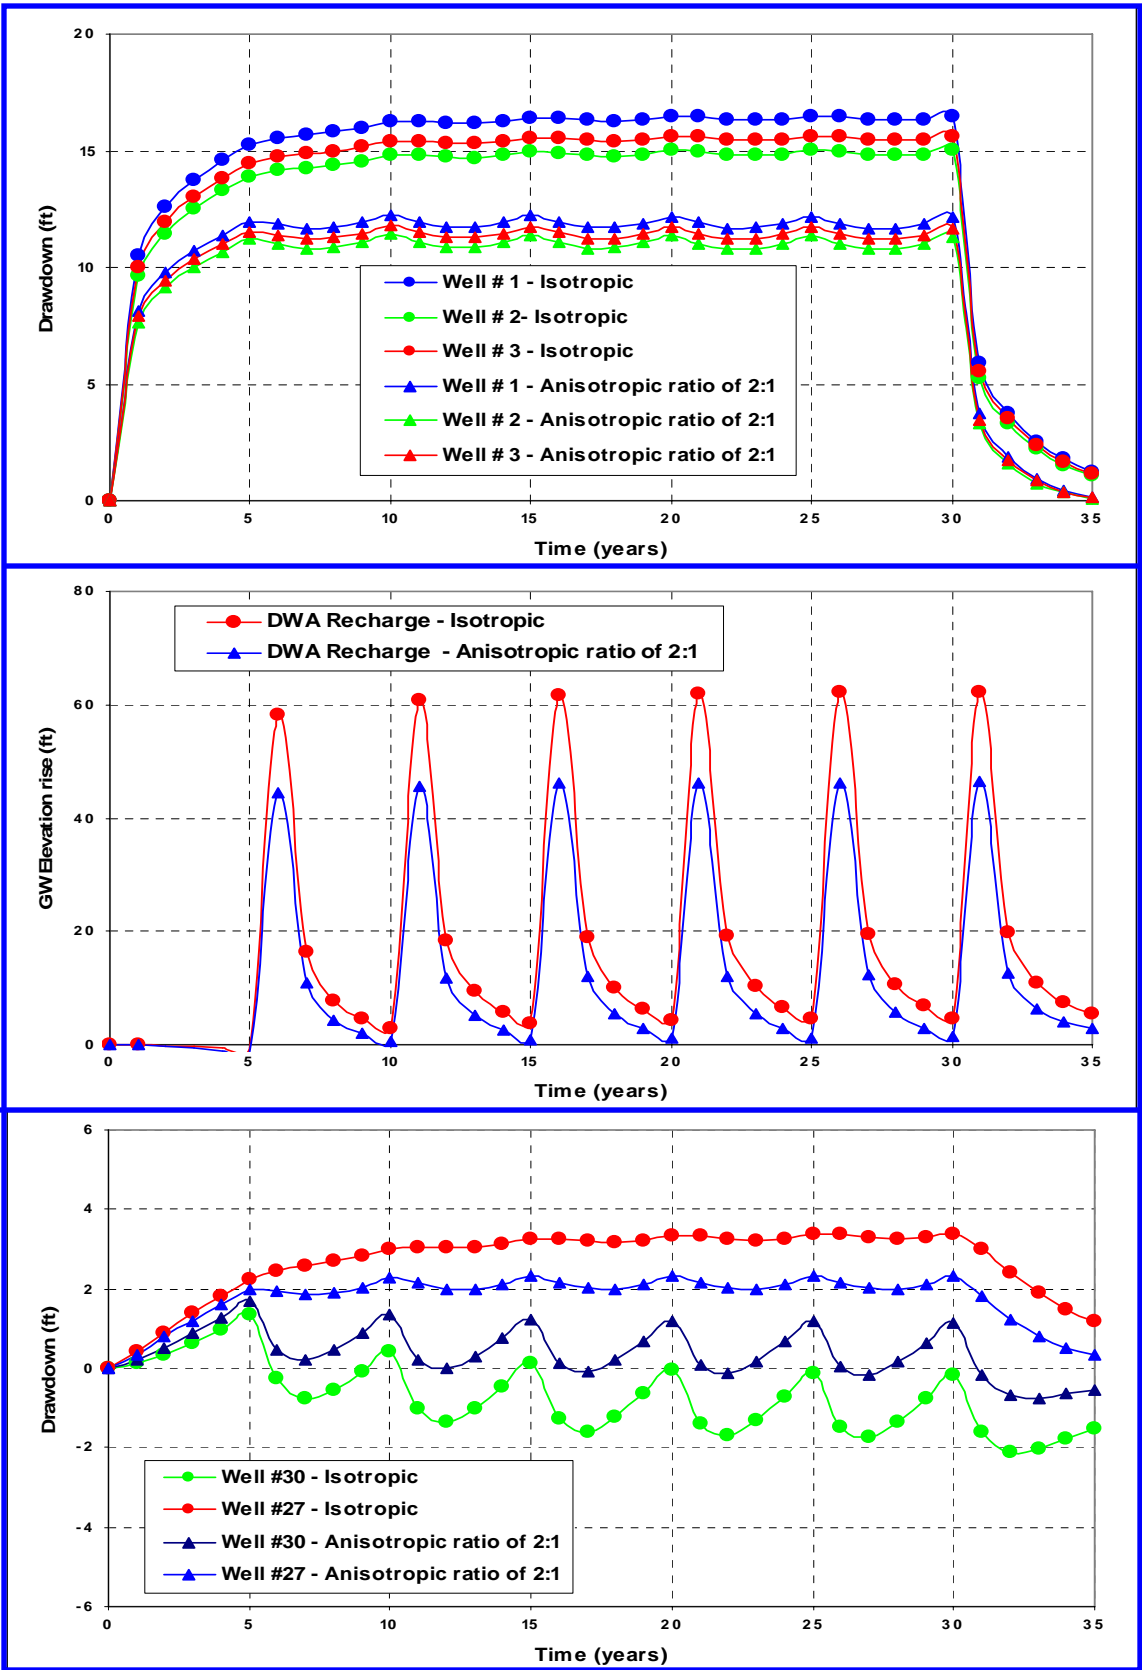 20
15
10
5
0
Drawdown (ft)
Well # 1 - Isotropic
Well # 2- Isotropic
Well # 3 - Isotropic
Well # 1 - Anisotropic ratio of 2:1
Well # 2 - Anisotropic ratio of 2:1
Well # 3 - Anisotropic ratio of 2:1
0 5 10 15 20 25 30 35
Time (years)
80
60
40
20
0
GW Elevation rise (ft)
DWA Recharge - Isotropic
DWA Recharge - Anisotropic ratio of 2:1
0 5 10 15 20 25 30 35
Time (years)
6
4
2
0
-2
-4
-6
Drawdown (ft)
Well #30 - Isotropic
Well #27 - Isotropic
Well #30 - Anisotropic ratio of 2:1
Well #27 - Anisotropic ratio of 2:1
0 5 10 15 20 25 30 35
Time (years)